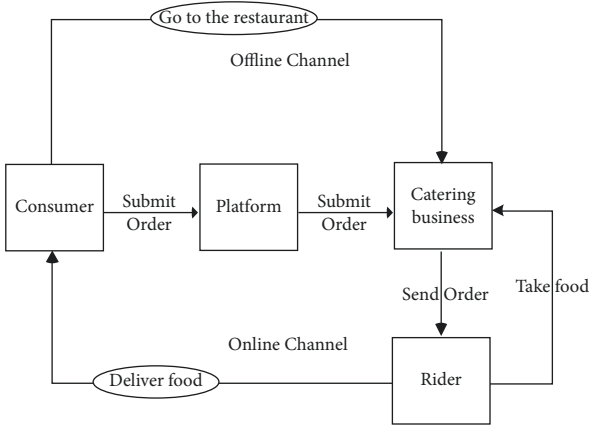 Go to the restaurant
Offline Channel
Consumer
Submit
Order
Platform
Submit
Order
Catering
business
Send Order
Take food
Online Channel
Deliver food
Rider